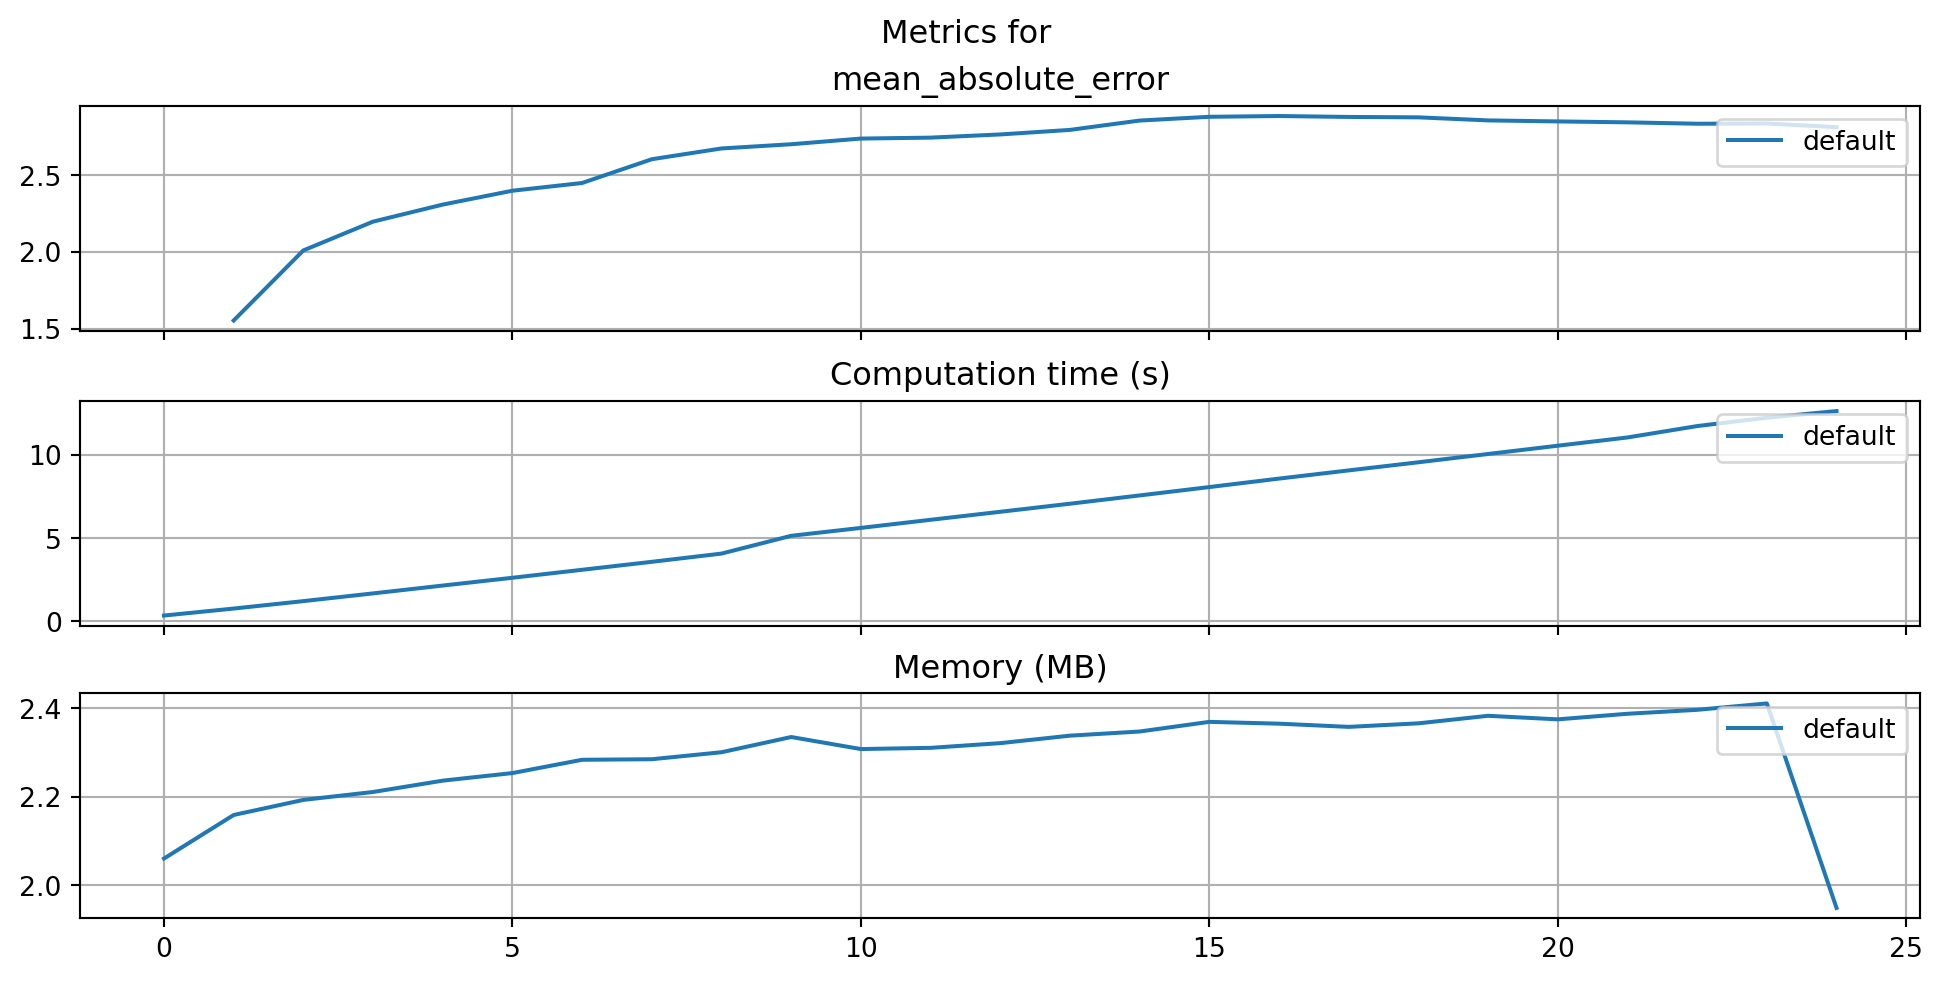 Metrics for
mean_absolute_error
2.5
2.0
1.5
default
Computation time (s)
10
5
0
default
Memory (MB)
2.4
2.2
2.0
default
0 5 10 15 20 25